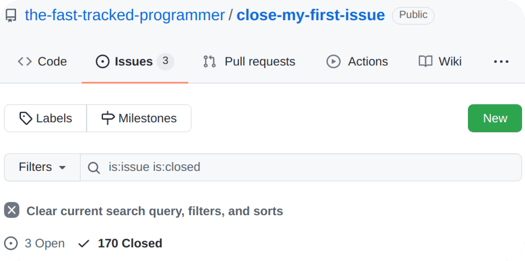 the-fast-tracked-programmer / close-my-first-issue Public
Code Issues 3 Pull requests Actions Wiki ...
Labels Milestones New
Filters is:issue is:closed
Clear current search query, filters, and sorts
3 Open 170 Closed